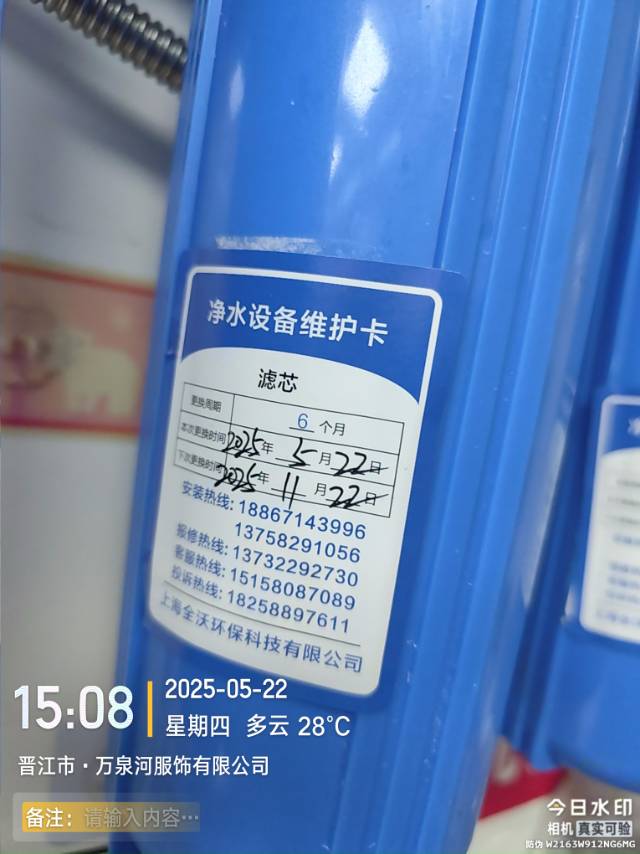 净水设备维护卡
滤芯
更换周期 6 个月
本次更换时间 2025年 5月 22日
下次更换时间 2025年 11月 22日
安装热线: 18867143996
13758291056
报修热线: 13732292730
客服热线: 15158087089
投诉热线: 18258897611
上海全沃环保科技有限公司
15:08
2025-05-22
星期四 多云 28°C
晋江市·万泉河服饰有限公司
备注: 请输入内容…
今日水印
相机 真实可验
防伪 W2163W912NG6MG